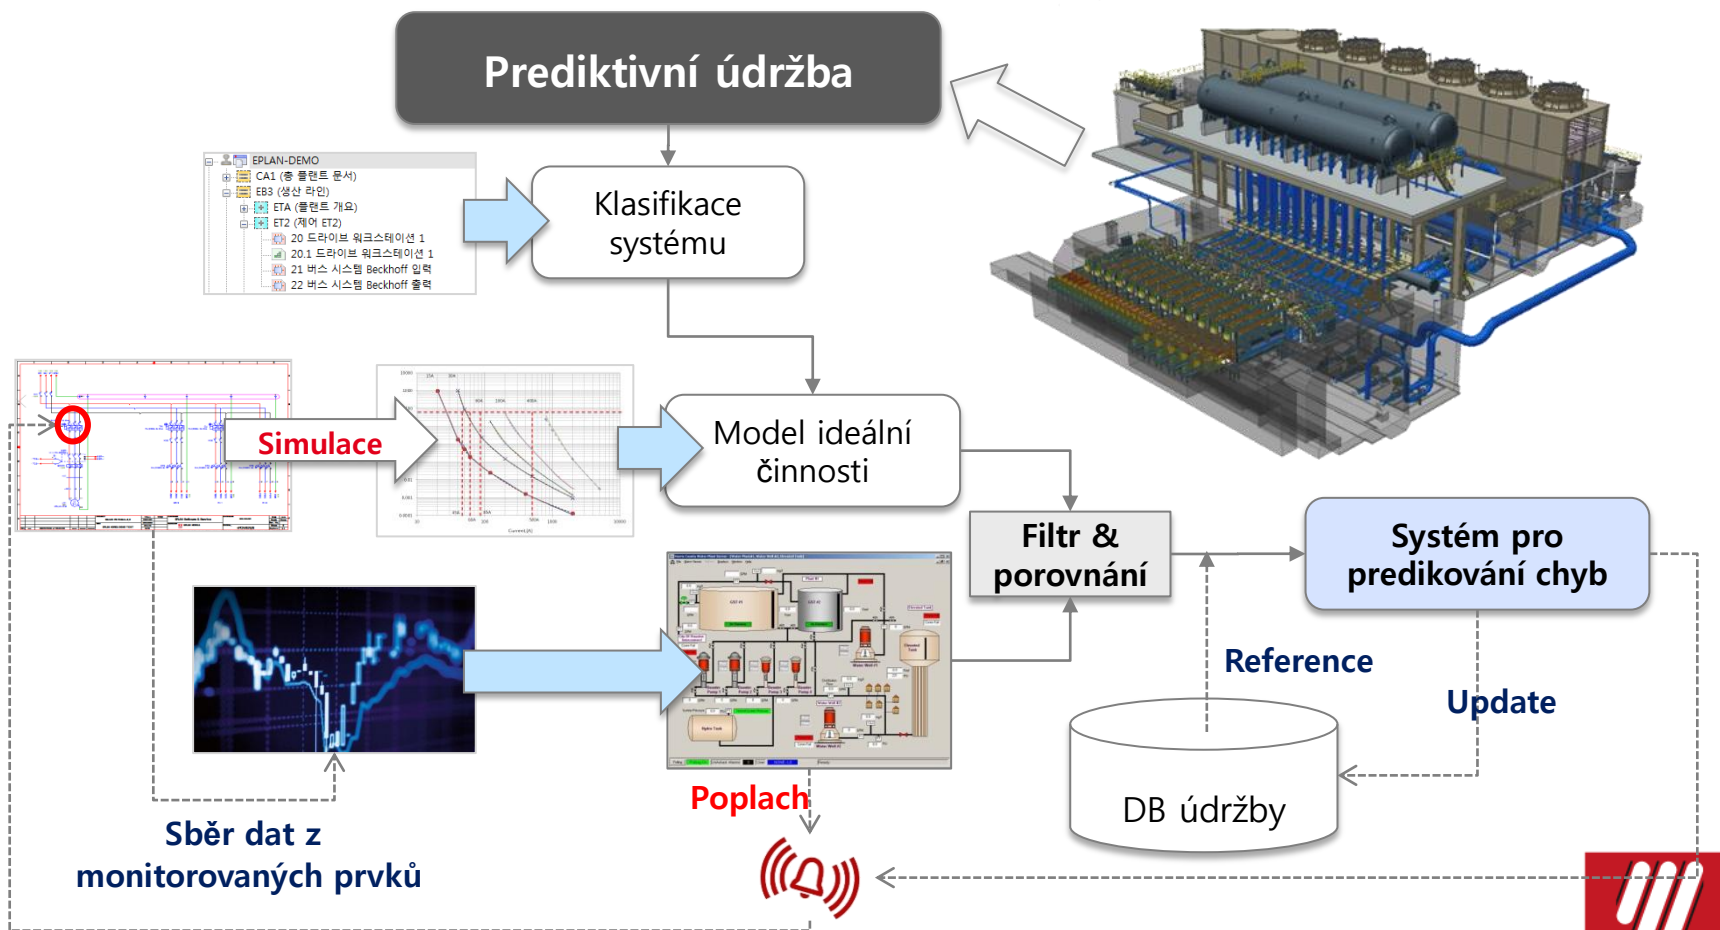 Prediktivní údržba
EPLAN-DEMO
CA1 (총 플랜트 문서)
EB3 (생산 라인)
ETA (플랜트 개요)
ET2 (제어 ET2)
20 드라이브 워크스테이션 1
20.1 드라이브 워크스테이션 1
21 버스 시스템 Beckhoff 입력
22 버스 시스템 Beckhoff 출력
Klasifikace
systému
Simulace
Model ideální
činnosti
Filtr &
porovnání
Systém pro
predikování chyb
Reference
Update
DB údržby
Poplach
Sběr dat z
monitorovaných prvků